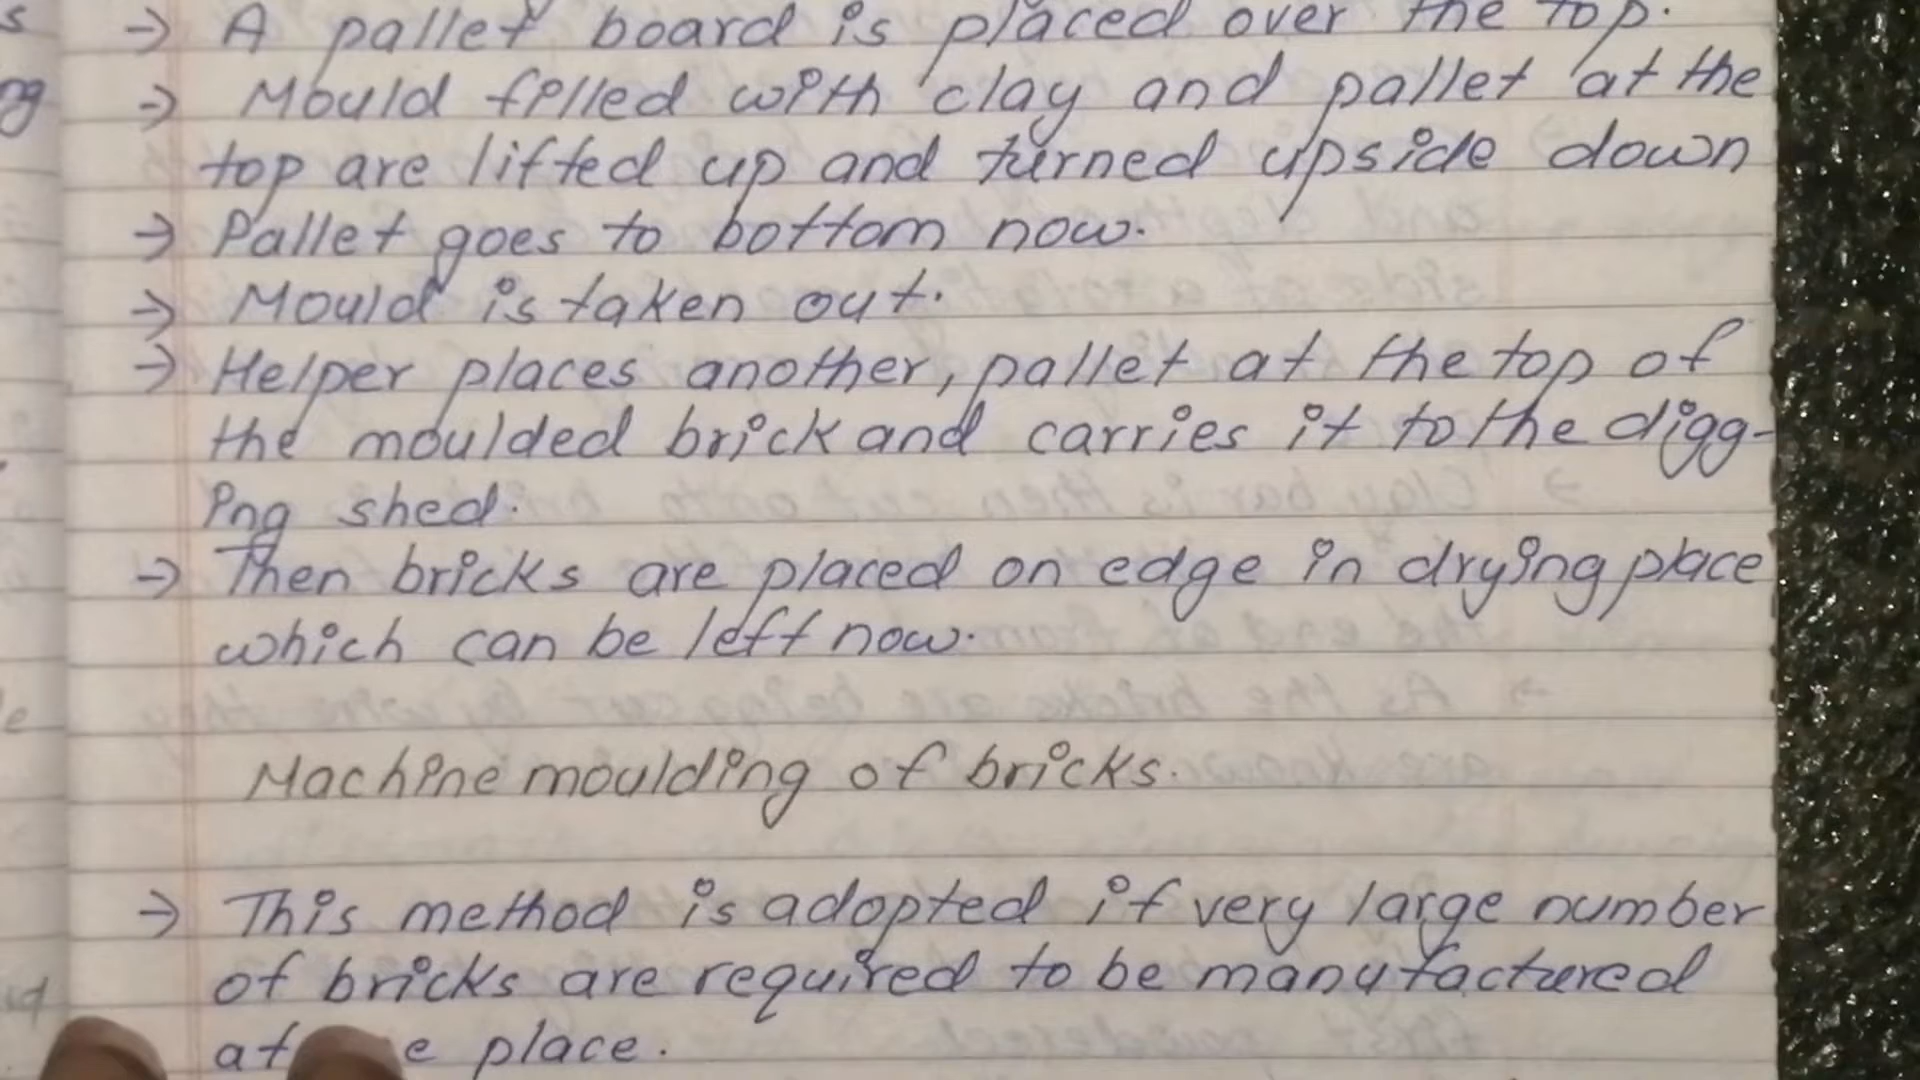 → A pallet board is placed over the top.
→ Mould filled with clay and pallet at the
top are lifted up and turned upside down
→ Pallet goes to bottom now.
→ Mould is taken out.
→ Helper places another, pallet at the top of
the moulded brick and carries it to the digg-
ing shed.
→ Then bricks are placed on edge in drying place
which can be left now.
Machine moulding of bricks.
→ This method is adopted if very large number
of bricks are required to be manufactured
at place.